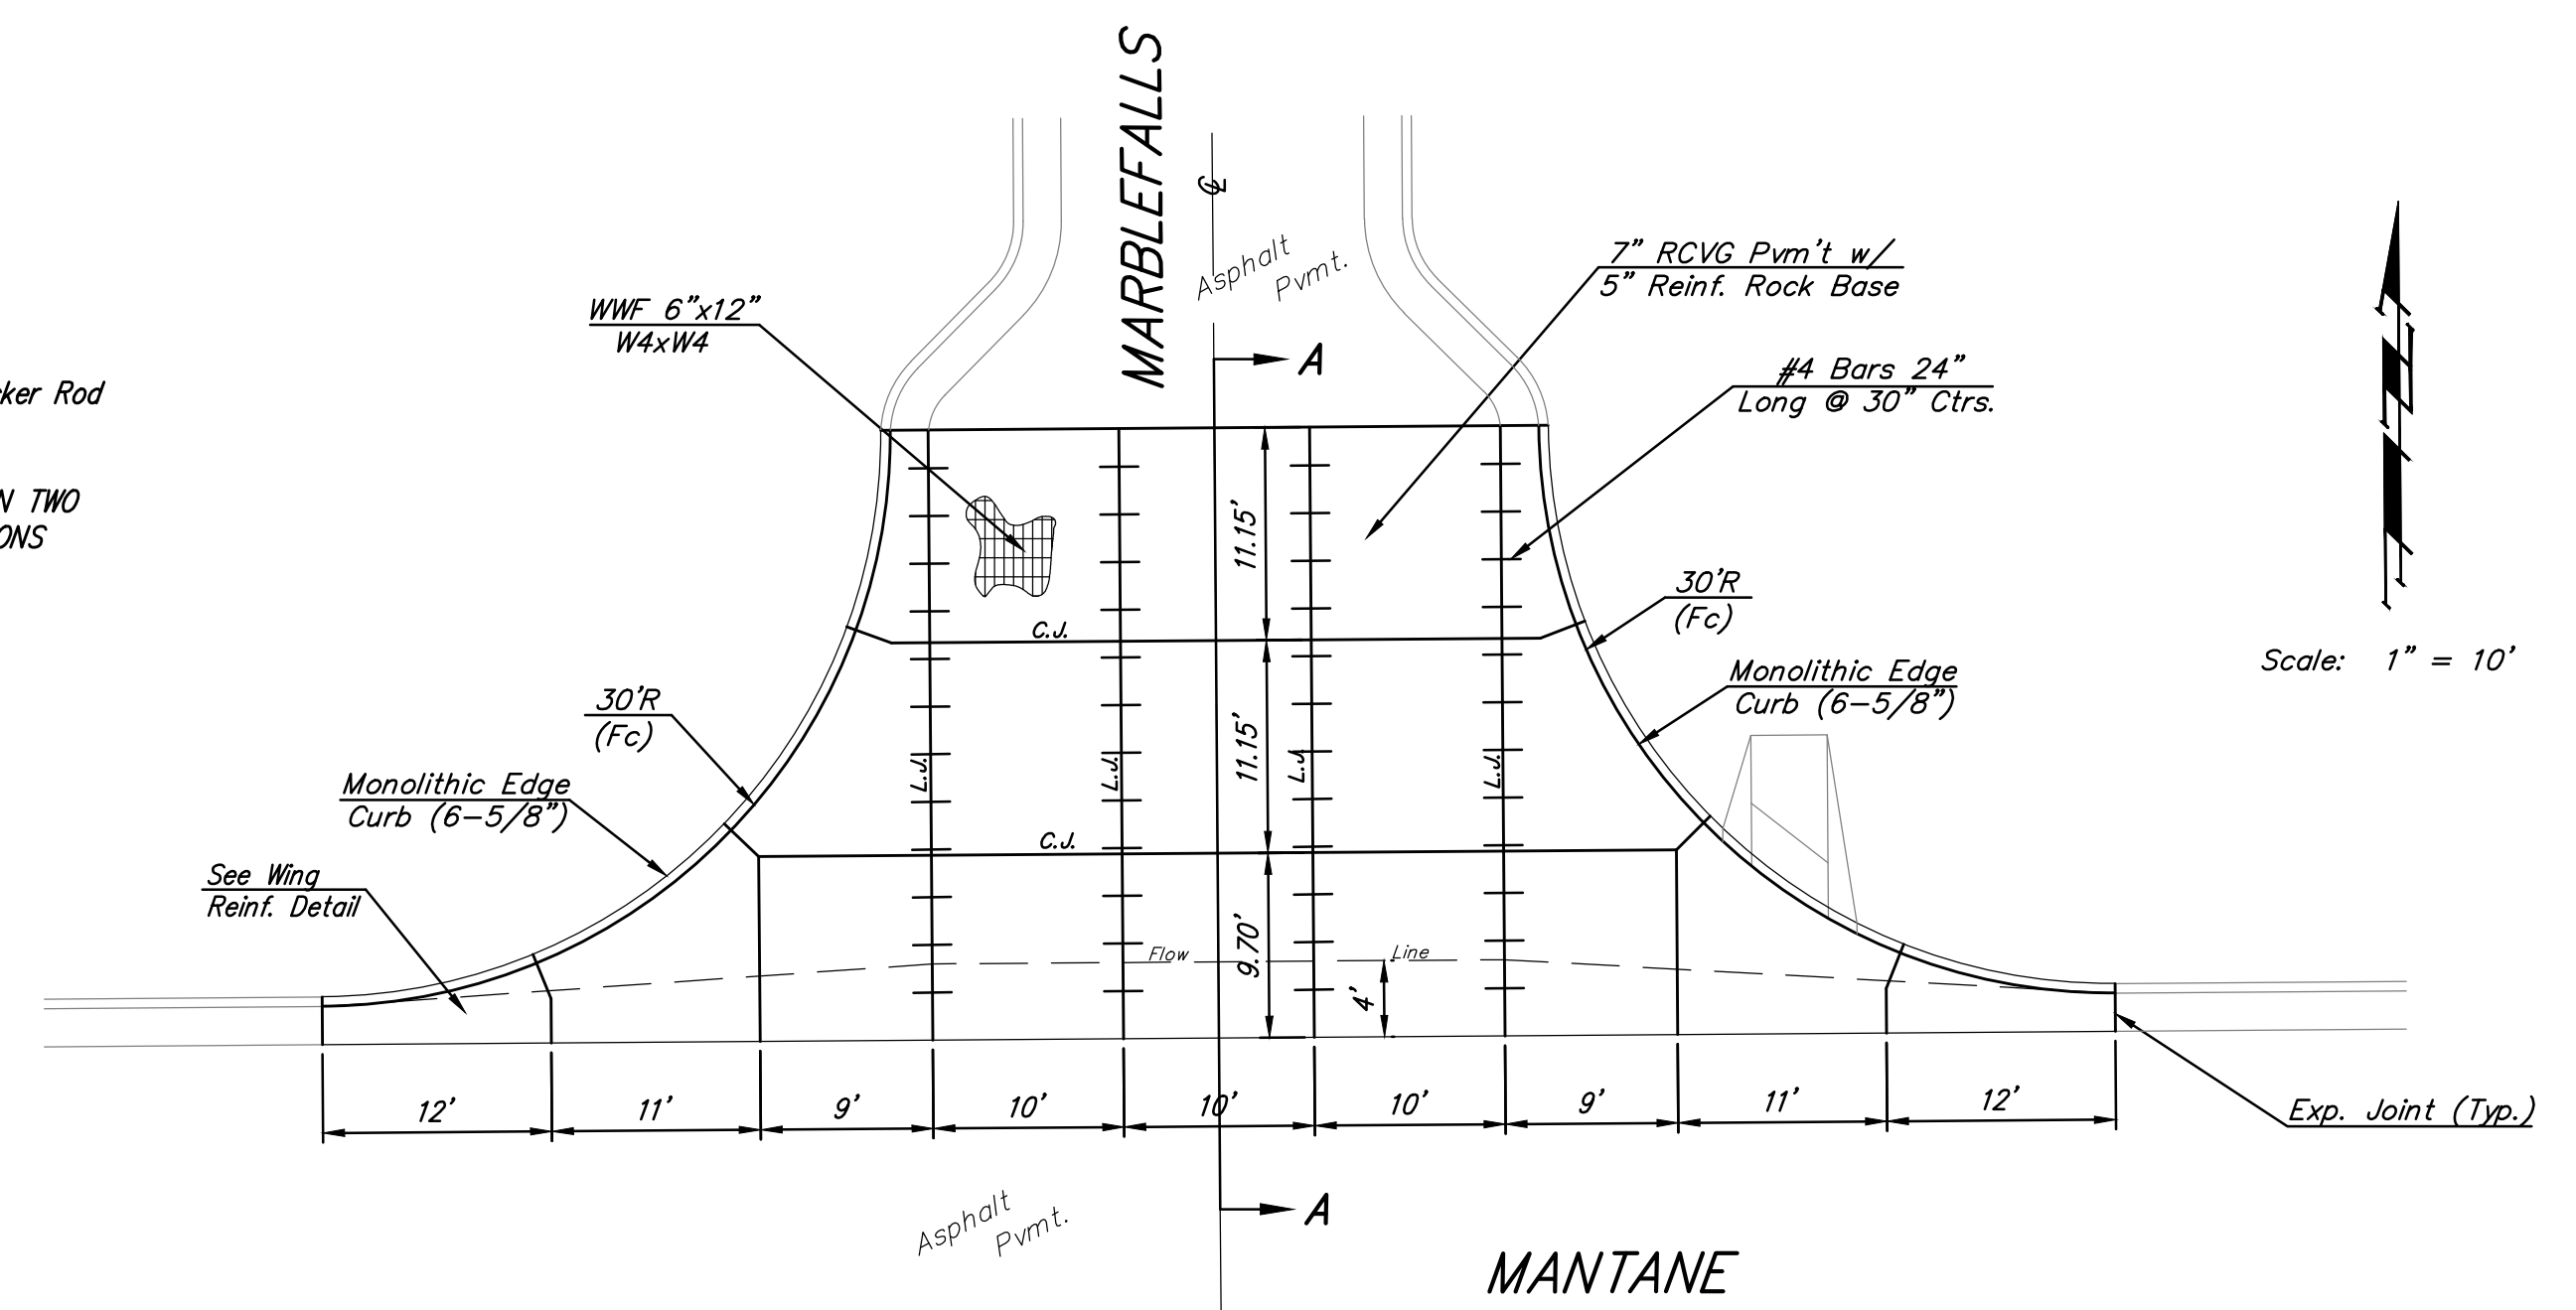 MARBLEFALLS
℄
Asphalt
Pvmt.
7" RCVG Pvm't w/
5" Reinf. Rock Base
WWF 6"x12"
W4xW4
A
#4 Bars 24"
Long @ 30" Ctrs.
Rod
TWO
11.15'
30'R
(Fc)
C.J.
Scale: 1" = 10'
Monolithic Edge
Curb (6-5/8")
30'R
(Fc)
11.15'
L.J.
L.J.
L.J.
L.J.
Monolithic Edge
Curb (6-5/8")
C.J.
See Wing
Reinf. Detail
9.70'
Flow Line
4'
12' 11' 9' 10' 10' 10' 9' 11' 12'
Exp. Joint (Typ.)
A
Asphalt
Pvmt.
MANTANE